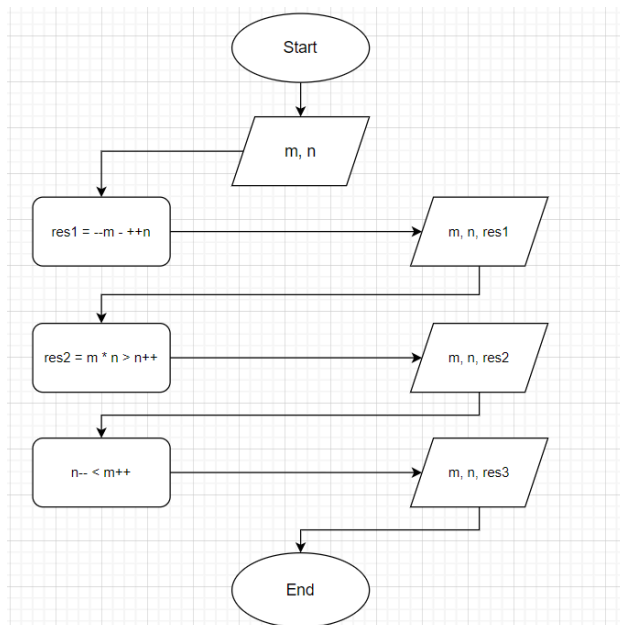 Start
m, n
res1 = --m - ++n
m, n, res1
res2 = m * n > n++
m, n, res2
n-- < m++
m, n, res3
End